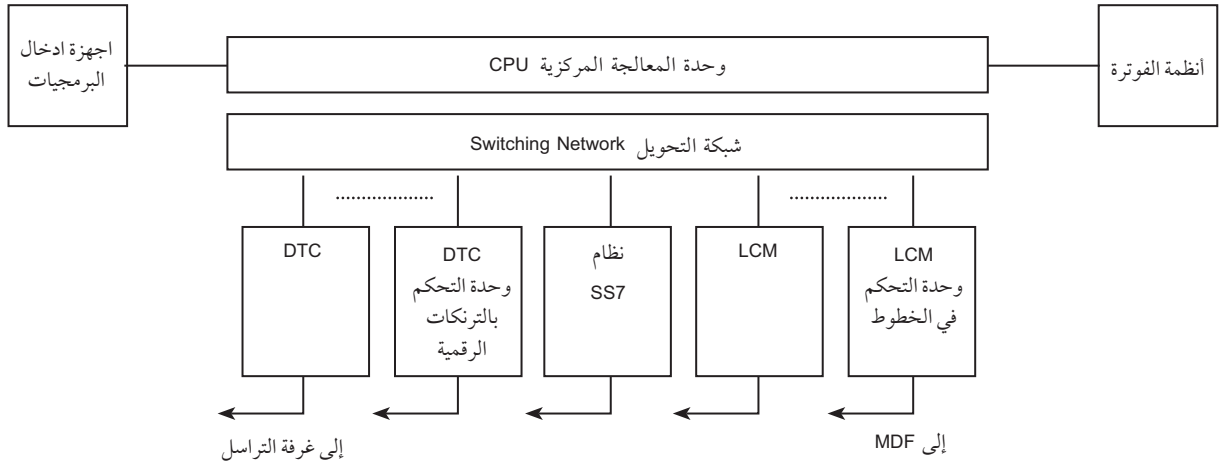 اجهزة ادخال
البرمجيات
وحدة المعالجة المركزية CPU
أنظمة الفوترة
شبكة التحويل Switching Network
....................
....................
DTC
DTC
وحدة التحكم
بالترنكات
الرقمية
نظام
SS7
LCM
LCM
وحدة التحكم
في الخطوط
إلى غرفة التراسل
إلى MDF